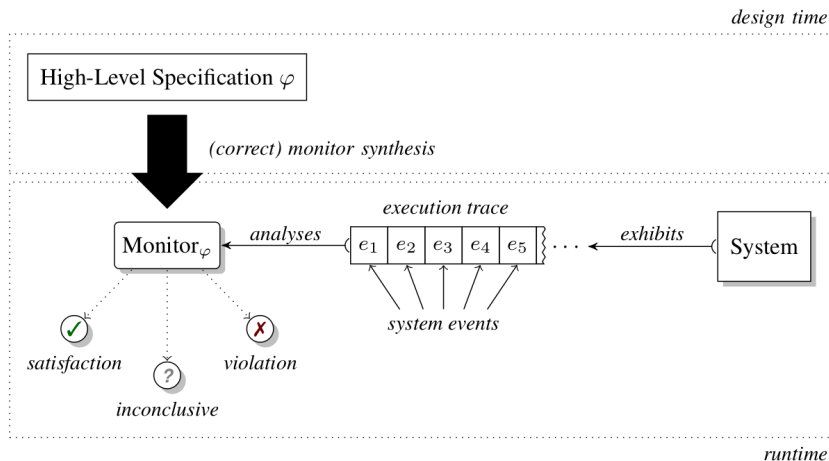 design time
High-Level Specification φ
(correct) monitor synthesis
execution trace
Monitorφ
analyses
e1 e2 e3 e4 e5 ···
exhibits
System
system events
✓
✗
satisfaction
violation
?
inconclusive
runtime